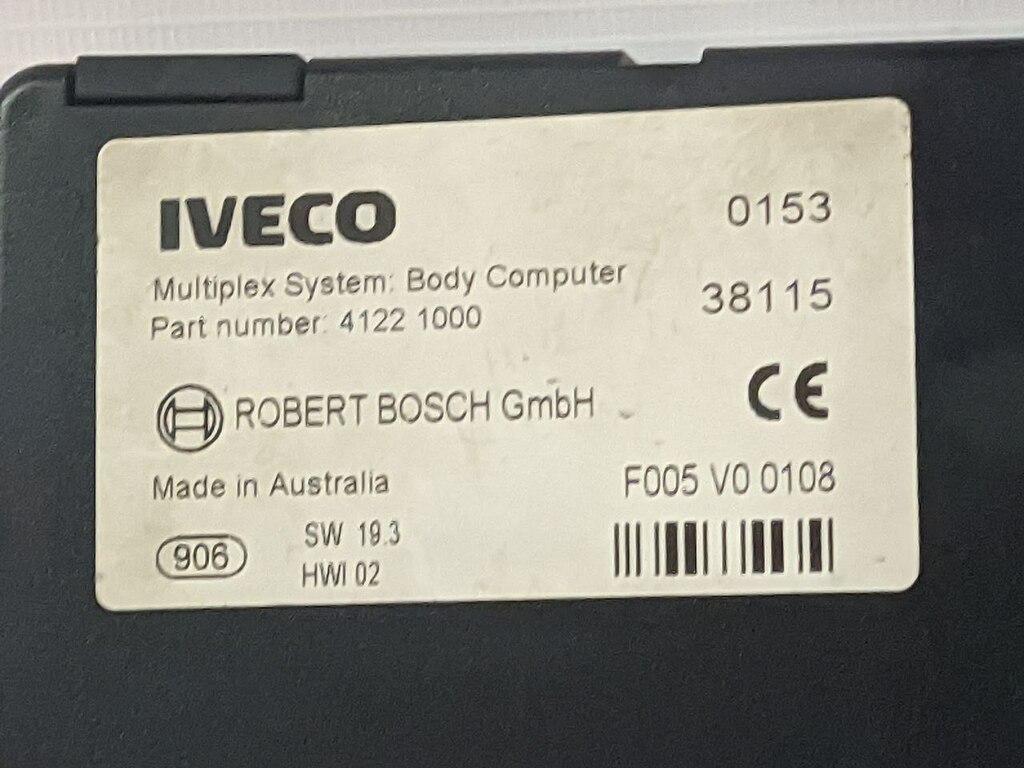 IVECO
0153
Multiplex System: Body Computer
38115
Part number: 4122 1000
ROBERT BOSCH GmbH
CE
Made in Australia
F005 V0 0108
906
SW 19.3
HWI 02